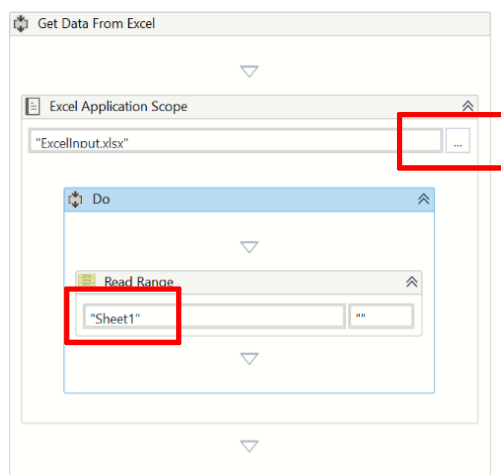 Get Data From Excel
Excel Application Scope
"ExcelInput.xlsx"
...
Do
Read Range
"Sheet1"
""